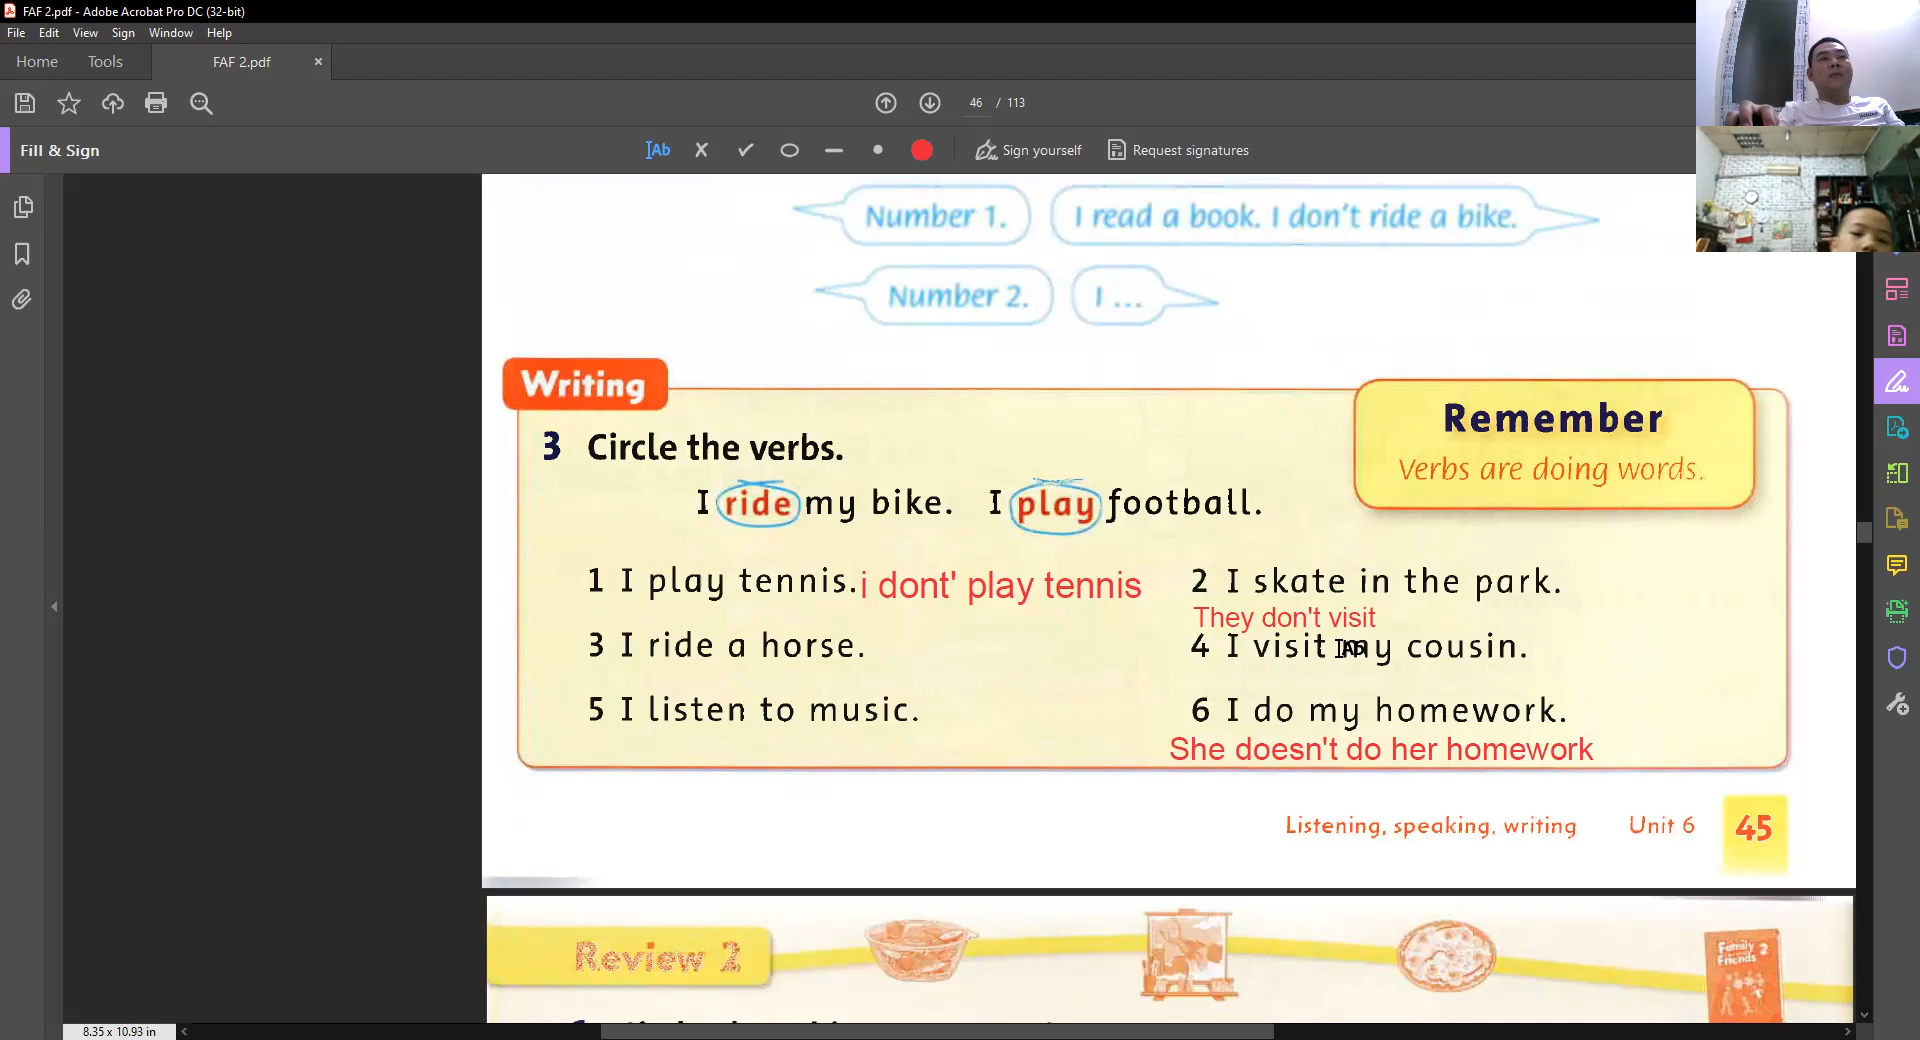 FAF 2.pdf - Adobe Acrobat Pro DC (32-bit)
File Edit View Sign Window Help
Home Tools FAF 2.pdf ×
46 / 113
Fill & Sign
Ab Sign yourself Request signatures
Number 1. I read a book. I don't ride a bike.
Number 2. I ...
Writing
Remember
Verbs are doing words.
3 Circle the verbs.
I ride my bike. I play football.
1 I play tennis. i dont' play tennis
2 I skate in the park.
They don't visit
3 I ride a horse.
4 I visit my cousin.
5 I listen to music.
6 I do my homework.
She doesn't do her homework
Listening, speaking, writing Unit 6 45
Review 2
Family and Friends 2
8.35 x 10.93 in